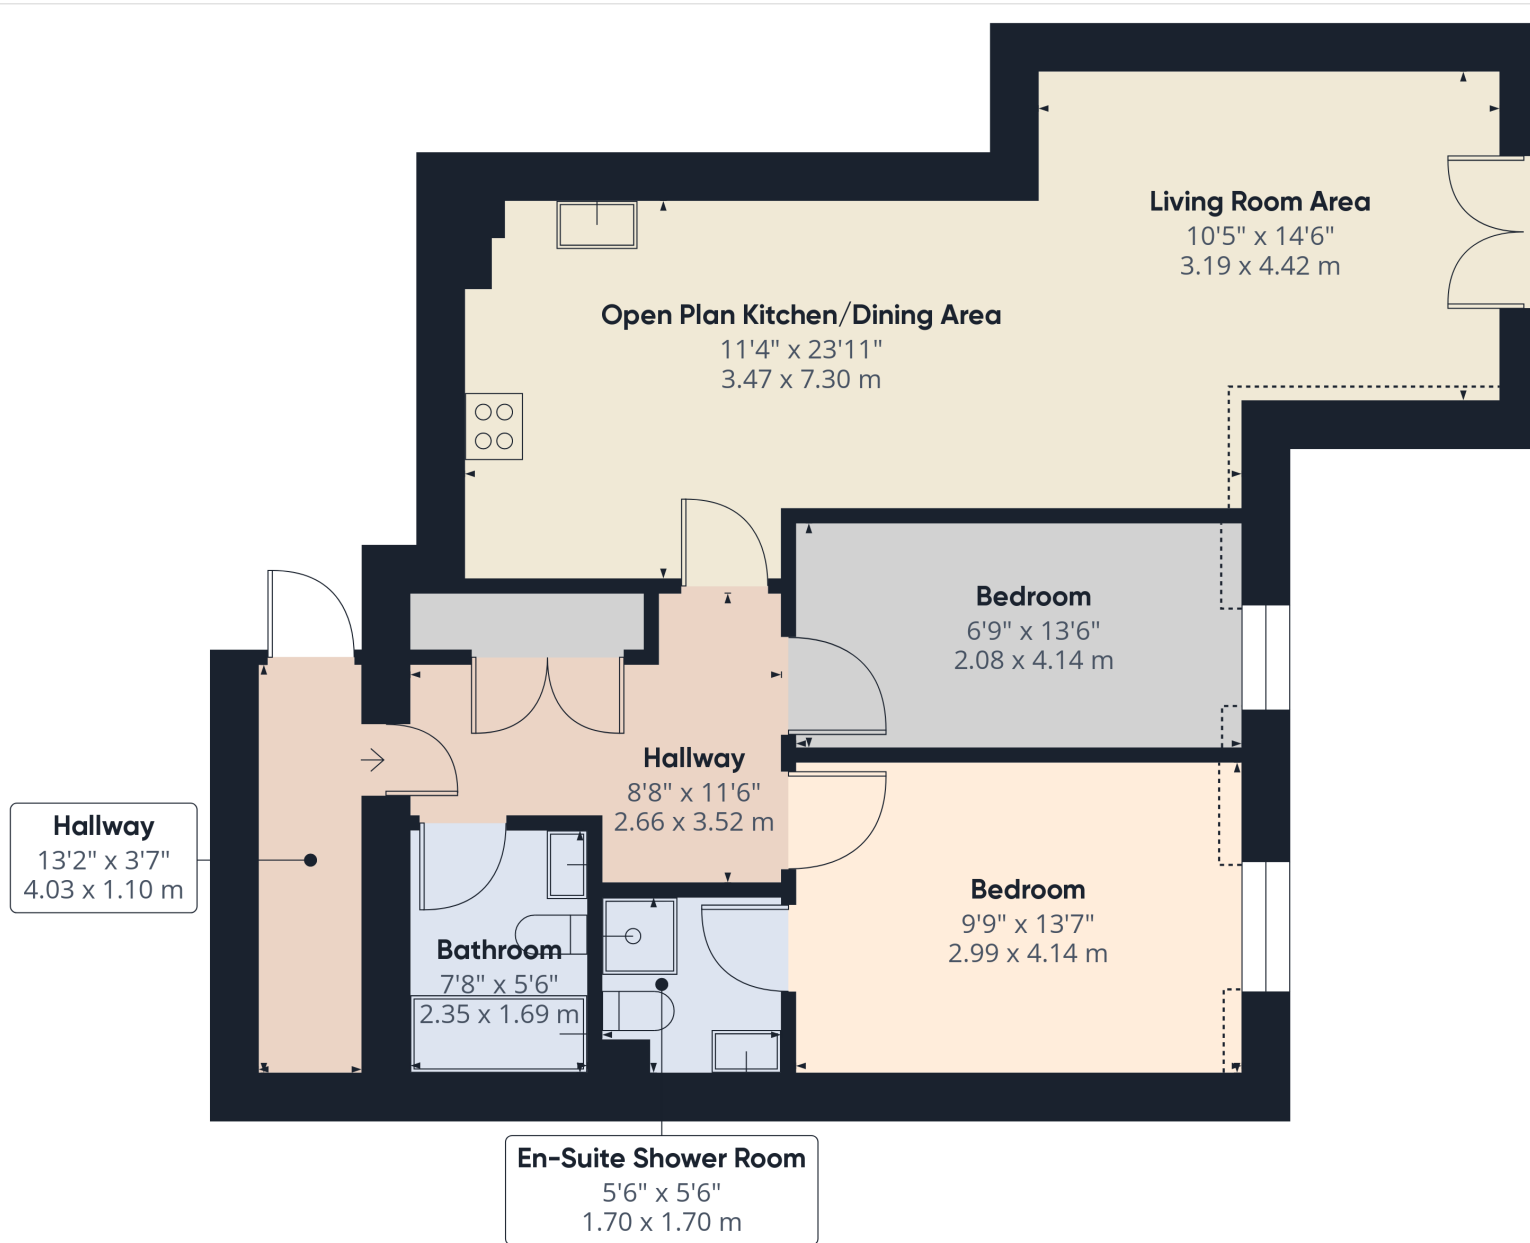 Living Room Area
10'5" x 14'6"
3.19 x 4.42 m
Open Plan Kitchen/Dining Area
11'4" x 23'11"
3.47 x 7.30 m
Bedroom
6'9" x 13'6"
2.08 x 4.14 m
Hallway
8'8" x 11'6"
2.66 x 3.52 m
Hallway
13'2" x 3'7"
4.03 x 1.10 m
Bedroom
9'9" x 13'7"
2.99 x 4.14 m
Bathroom
7'8" x 5'6"
2.35 x 1.69 m
En-Suite Shower Room
5'6" x 5'6"
1.70 x 1.70 m